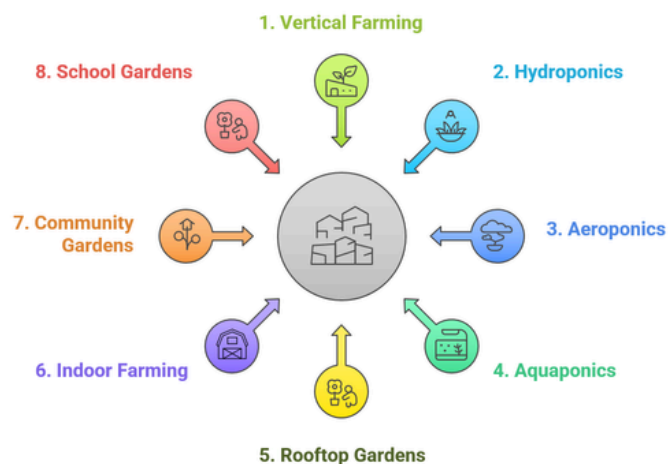 1. Vertical Farming
2. Hydroponics
3. Aeroponics
4. Aquaponics
5. Rooftop Gardens
6. Indoor Farming
7. Community
Gardens
8. School Gardens